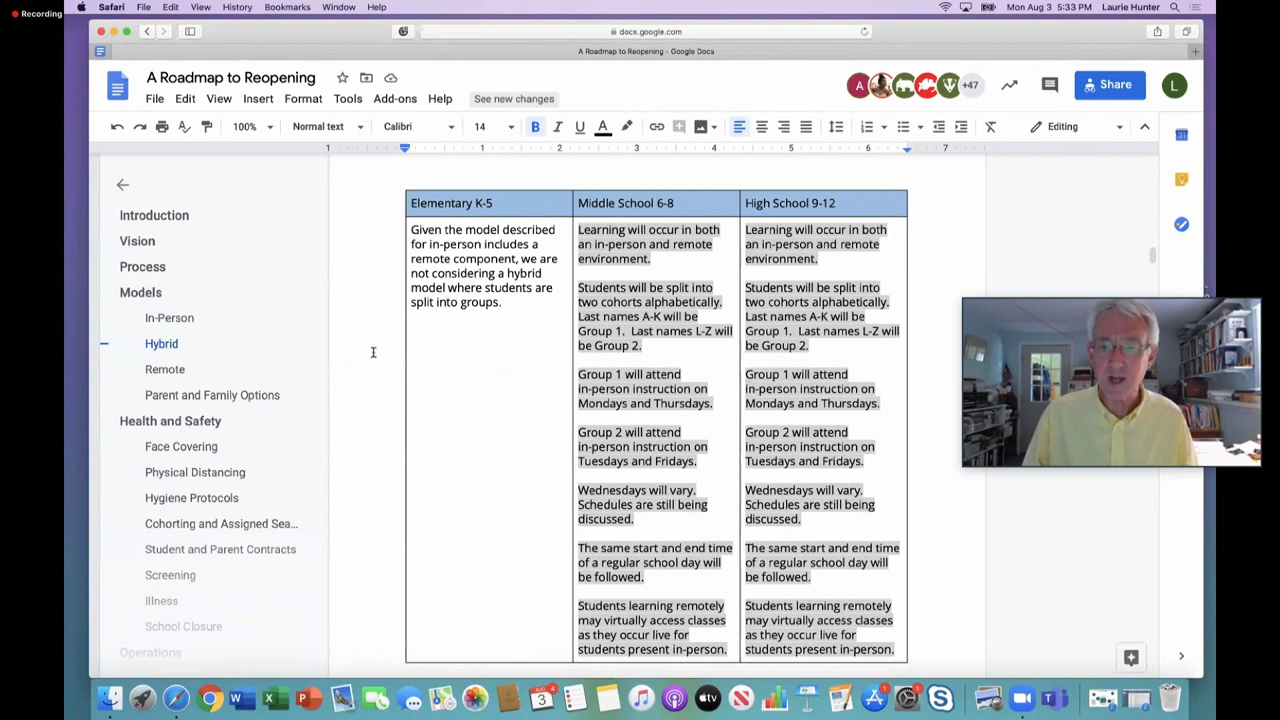 Recording
Safari File Edit View History Bookmarks Window Help
Mon Aug 3 5:33 PM Laurie Hunter
docs.google.com
A Roadmap to Reopening - Google Docs
A Roadmap to Reopening
A
V
+47
Share
L
File Edit View Insert Format Tools Add-ons Help See new changes
100% Normal text Calibri 14 B I U A Editing
1 1 2 3 4 5 6 7
Introduction
Vision
Process
Models
In-Person
Hybrid
Remote
Parent and Family Options
Health and Safety
Face Covering
Physical Distancing
Hygiene Protocols
Cohorting and Assigned Sea...
Student and Parent Contracts
Screening
Illness
School Closure
Operations
Elementary K-5
Given the model described
for in-person includes a
remote component, we are
not considering a hybrid
model where students are
split into groups.
Middle School 6-8
Learning will occur in both
an in-person and remote
environment.
Students will be split into
two cohorts alphabetically.
Last names A-K will be
Group 1. Last names L-Z will
be Group 2.
Group 1 will attend
in-person instruction on
Mondays and Thursdays.
Group 2 will attend
in-person instruction on
Tuesdays and Fridays.
Wednesdays will vary.
Schedules are still being
discussed.
The same start and end time
of a regular school day will
be followed.
Students learning remotely
may virtually access classes
as they occur live for
students present in-person.
High School 9-12
Learning will occur in both
an in-person and remote
environment.
Students will be split into
two cohorts alphabetically.
Last names A-K will be
Group 1. Last names L-Z will
be Group 2.
Group 1 will attend
in-person instruction on
Mondays and Thursdays.
Group 2 will attend
in-person instruction on
Tuesdays and Fridays.
Wednesdays will vary.
Schedules are still being
discussed.
The same start and end time
of a regular school day will
be followed.
Students learning remotely
may virtually access classes
as they occur live for
students present in-person.
AUG
3
4
tv